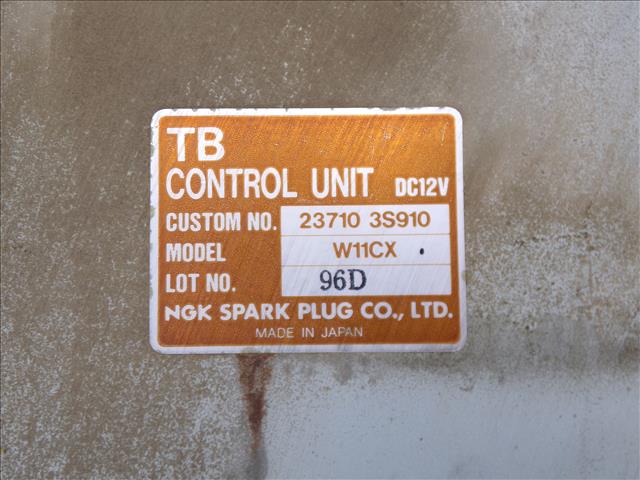 TB
CONTROL UNIT DC12V
CUSTOM NO. 23710 3S910
MODEL W11CX .
LOT NO. 96D
NGK SPARK PLUG CO., LTD.
MADE IN JAPAN